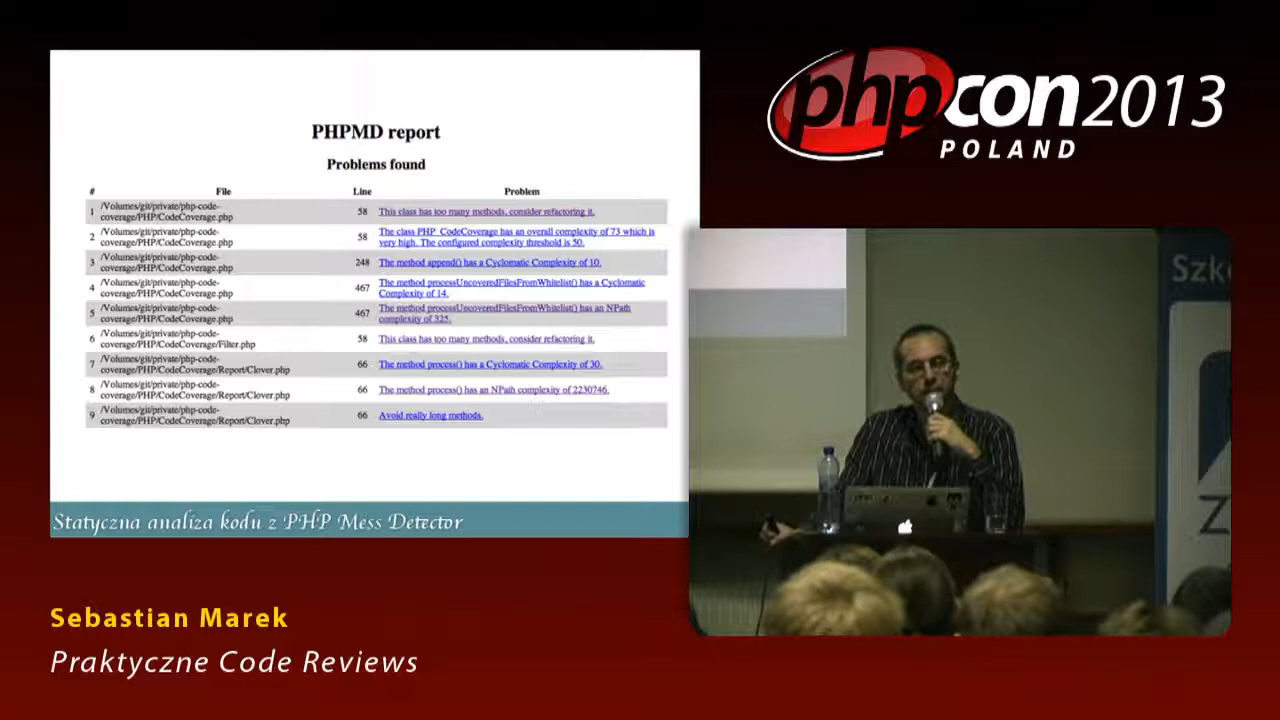 PHPMD report
Problems found
# File Line Problem
1 /Volumes/git/private/php-code-coverage/PHP/CodeCoverage.php 58 This class has too many methods, consider refactoring it.
2 /Volumes/git/private/php-code-coverage/PHP/CodeCoverage.php 58 The class PHP_CodeCoverage has an overall complexity of 73 which is very high. The configured complexity threshold is 50.
3 /Volumes/git/private/php-code-coverage/PHP/CodeCoverage.php 248 The method append() has a Cyclomatic Complexity of 10.
4 /Volumes/git/private/php-code-coverage/PHP/CodeCoverage.php 467 The method processUncoveredFilesFromWhitelist() has a Cyclomatic Complexity of 14.
5 /Volumes/git/private/php-code-coverage/PHP/CodeCoverage.php 467 The method processUncoveredFilesFromWhitelist() has an NPath complexity of 325.
6 /Volumes/git/private/php-code-coverage/PHP/CodeCoverage/Filter.php 58 This class has too many methods, consider refactoring it.
7 /Volumes/git/private/php-code-coverage/PHP/CodeCoverage/Report/Clover.php 66 The method process() has a Cyclomatic Complexity of 30.
8 /Volumes/git/private/php-code-coverage/PHP/CodeCoverage/Report/Clover.php 66 The method process() has an NPath complexity of 2230746.
9 /Volumes/git/private/php-code-coverage/PHP/CodeCoverage/Report/Clover.php 66 Avoid really long methods.
Statyczna analiza kodu z PHP Mess Detector
phpcon 2013
POLAND
Sebastian Marek
Praktyczne Code Reviews